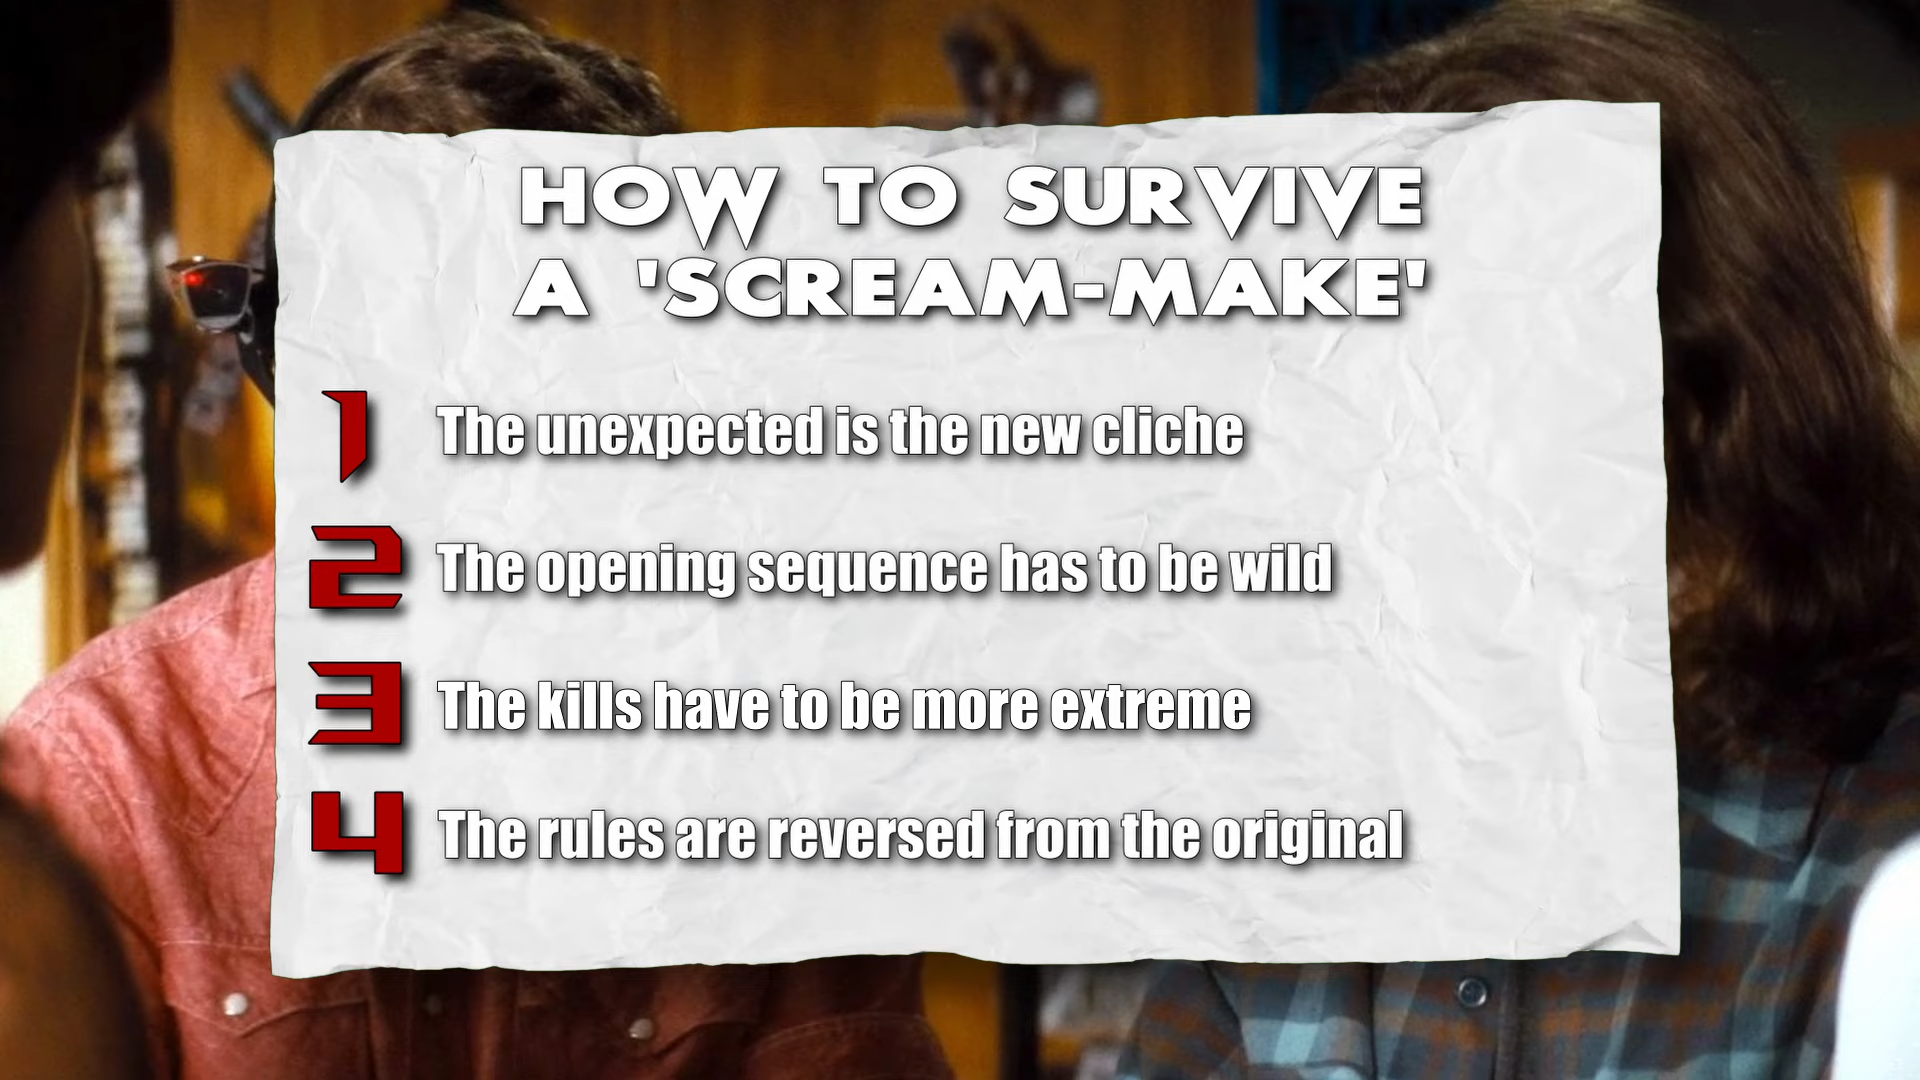 HOW TO SURVIVE
A 'SCREAM-MAKE'
1 The unexpected is the new cliche
2 The opening sequence has to be wild
3 The kills have to be more extreme
4 The rules are reversed from the original